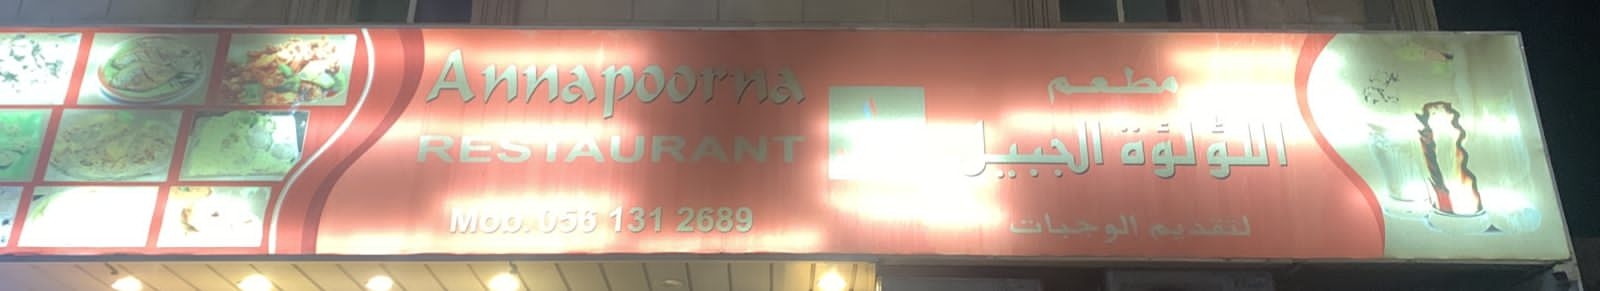 Annapoorna
RESTAURANT
Mob. 056 131 2689
مطعم
اللؤلؤة الجبيل
لتقديم الوجبات